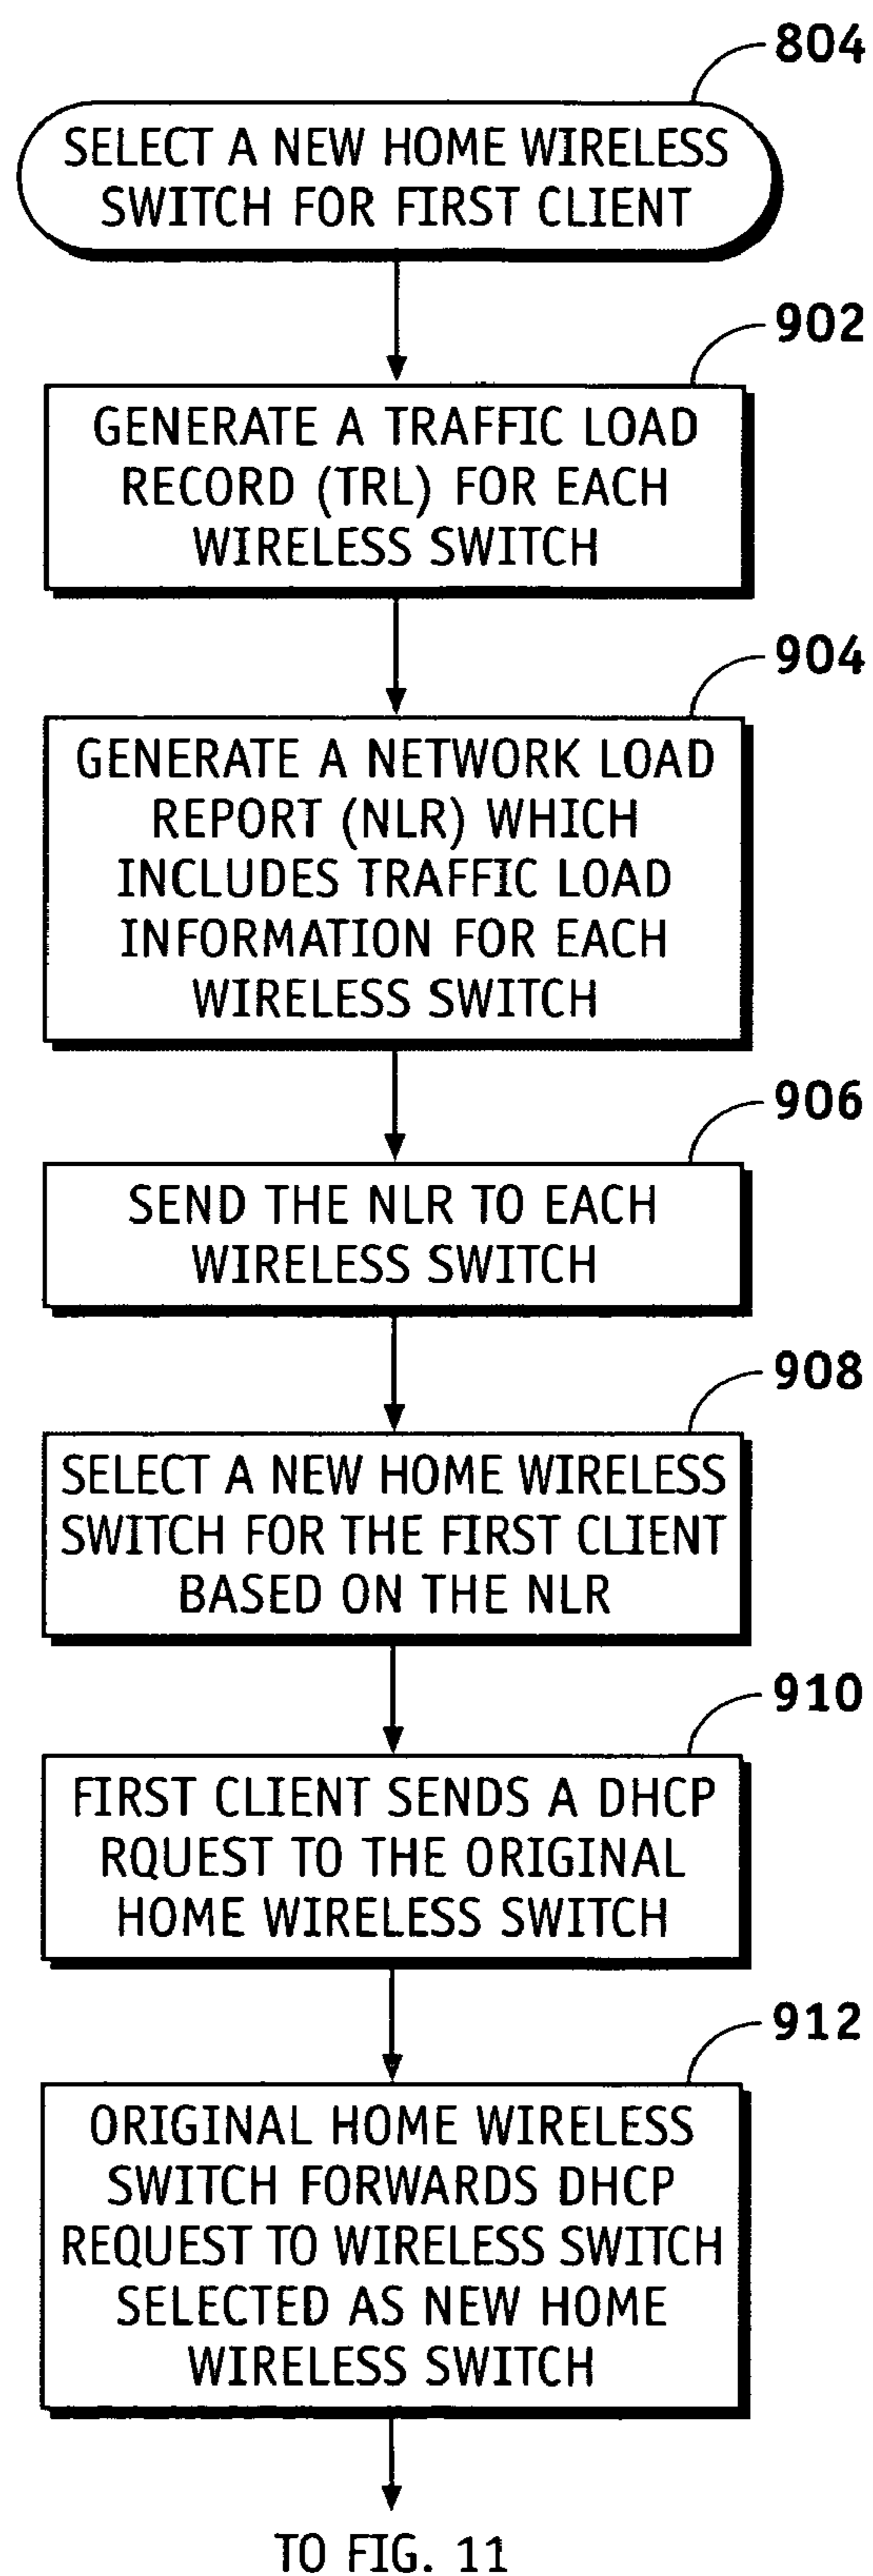 804
SELECT A NEW HOME WIRELESS
SWITCH FOR FIRST CLIENT
902
GENERATE A TRAFFIC LOAD
RECORD (TRL) FOR EACH
WIRELESS SWITCH
904
GENERATE A NETWORK LOAD
REPORT (NLR) WHICH
INCLUDES TRAFFIC LOAD
INFORMATION FOR EACH
WIRELESS SWITCH
906
SEND THE NLR TO EACH
WIRELESS SWITCH
908
SELECT A NEW HOME WIRELESS
SWITCH FOR THE FIRST CLIENT
BASED ON THE NLR
910
FIRST CLIENT SENDS A DHCP
RQUEST TO THE ORIGINAL
HOME WIRELESS SWITCH
912
ORIGINAL HOME WIRELESS
SWITCH FORWARDS DHCP
REQUEST TO WIRELESS SWITCH
SELECTED AS NEW HOME
WIRELESS SWITCH
TO FIG. 11